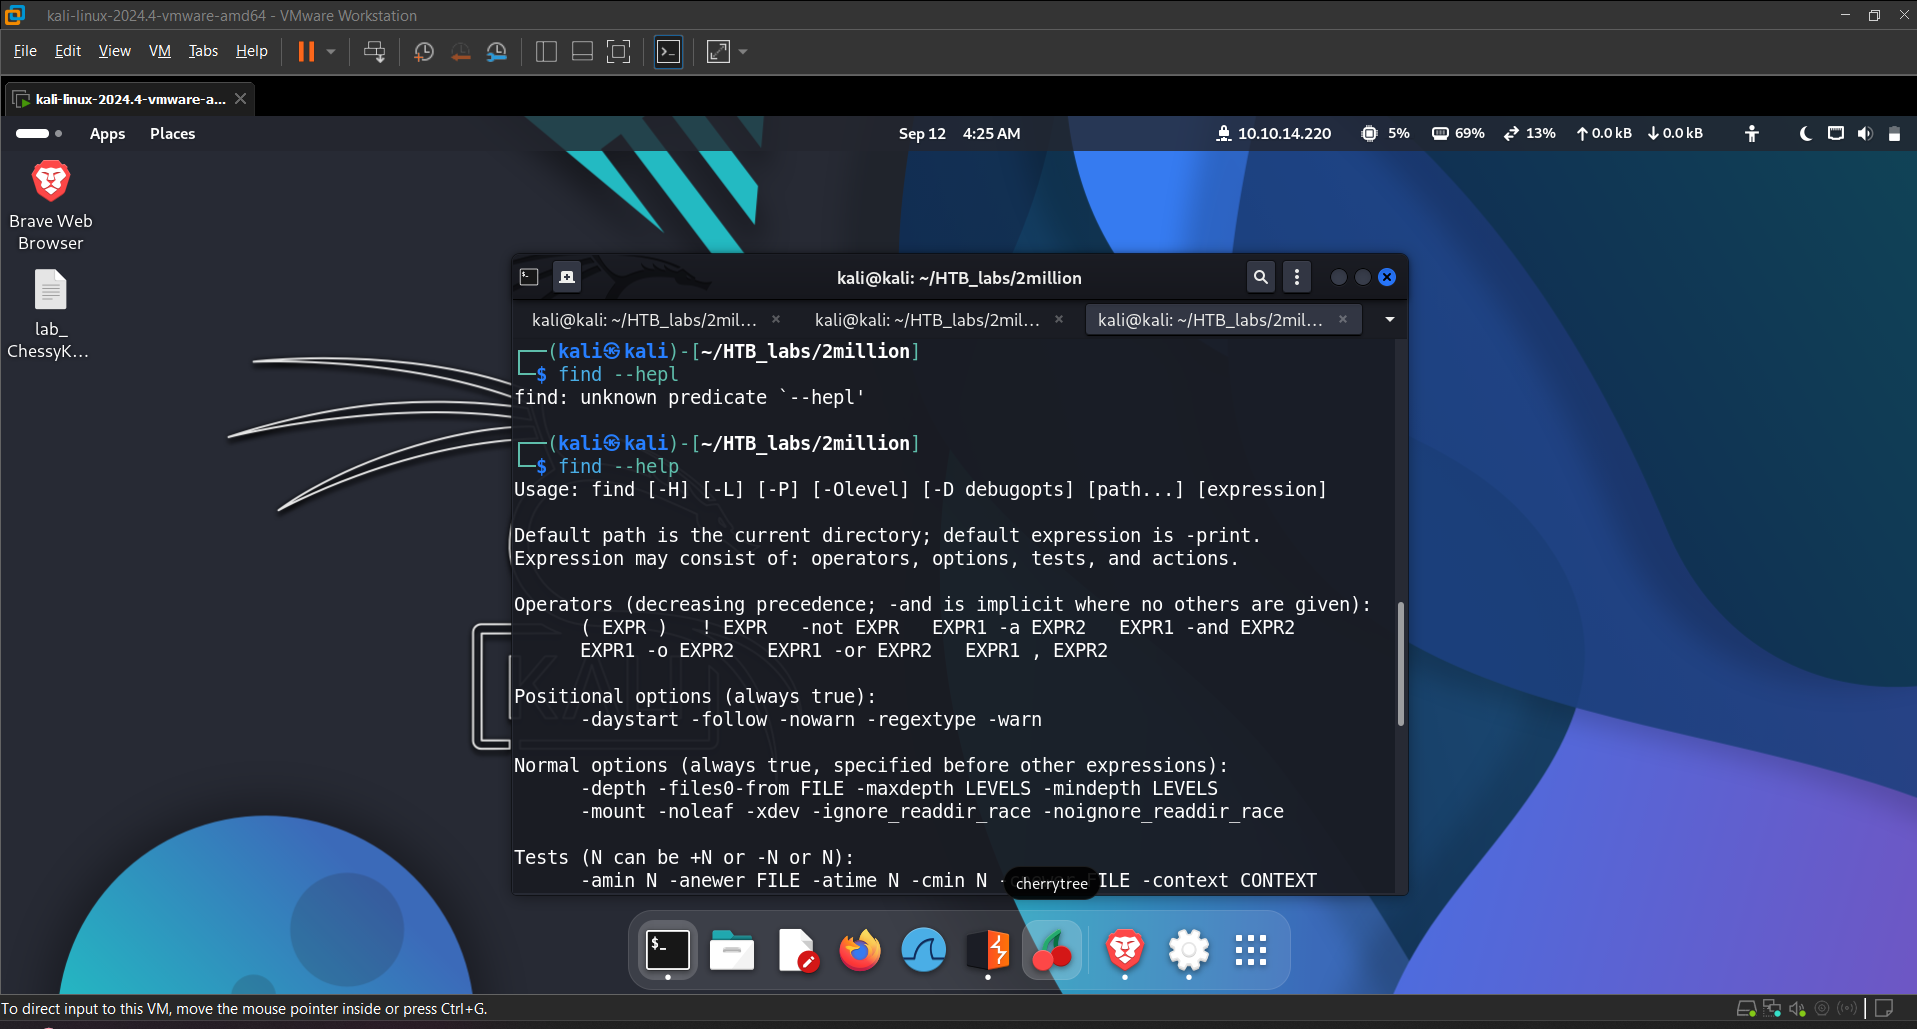 kali-linux-2024.4-vmware-amd64 - VMware Workstation
File Edit View VM Tabs Help
kali-linux-2024.4-vmware-a...
Apps Places Sep 12 4:25 AM 10.10.14.220 5% 69% 13% 0.0 kB 0.0 kB
Brave Web
Browser
lab_
ChessyK...
kali@kali: ~/HTB_labs/2million
kali@kali: ~/HTB_labs/2mil... kali@kali: ~/HTB_labs/2mil... kali@kali: ~/HTB_labs/2mil...
┌──(kali㉿kali)-[~/HTB_labs/2million]
└─$ find --hepl
find: unknown predicate `--hepl'
┌──(kali㉿kali)-[~/HTB_labs/2million]
└─$ find --help
Usage: find [-H] [-L] [-P] [-Olevel] [-D debugopts] [path...] [expression]
Default path is the current directory; default expression is -print.
Expression may consist of: operators, options, tests, and actions.
Operators (decreasing precedence; -and is implicit where no others are given):
( EXPR ) ! EXPR -not EXPR EXPR1 -a EXPR2 EXPR1 -and EXPR2
EXPR1 -o EXPR2 EXPR1 -or EXPR2 EXPR1 , EXPR2
Positional options (always true):
-daystart -follow -nowarn -regextype -warn
Normal options (always true, specified before other expressions):
-depth -files0-from FILE -maxdepth LEVELS -mindepth LEVELS
-mount -noleaf -xdev -ignore_readdir_race -noignore_readdir_race
Tests (N can be +N or -N or N):
-amin N -anewer FILE -atime N -cmin N - FILE -context CONTEXT
cherrytree
KALI
To direct input to this VM, move the mouse pointer inside or press Ctrl+G.